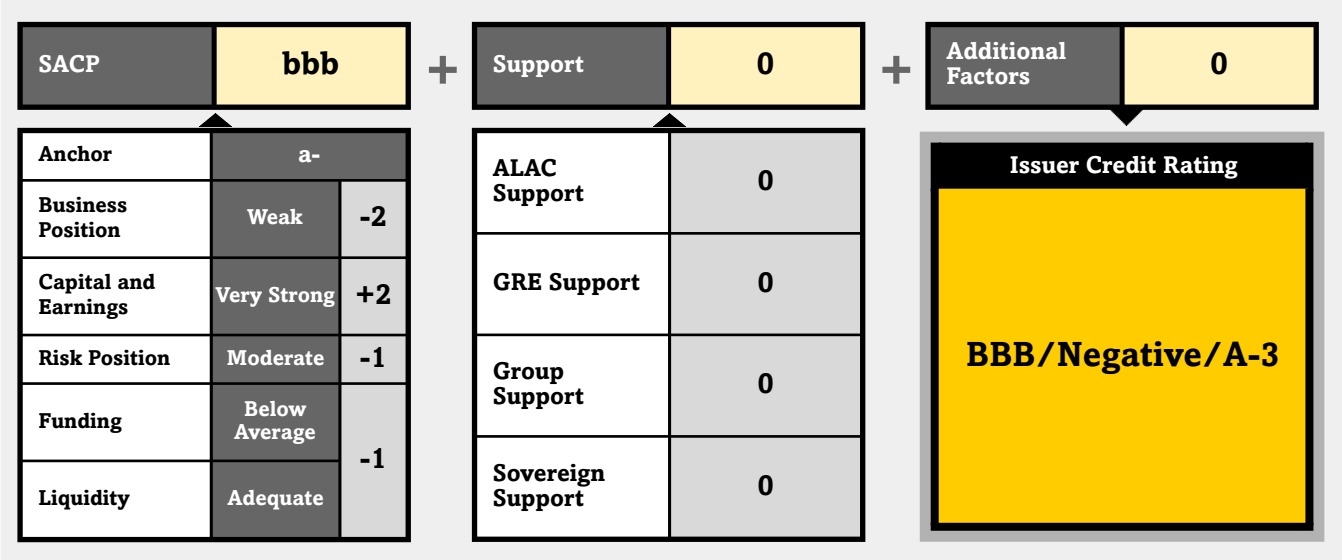 SACP
bbb
+
Support
0
+
Additional
Factors
0
Anchor
a-
Business
Position
Weak
-2
Capital and
Earnings
Very Strong
+2
Risk Position
Moderate
-1
Funding
Below
Average
-1
Liquidity
Adequate
ALAC
Support
0
GRE Support
0
Group
Support
0
Sovereign
Support
0
Issuer Credit Rating
BBB/Negative/A-3